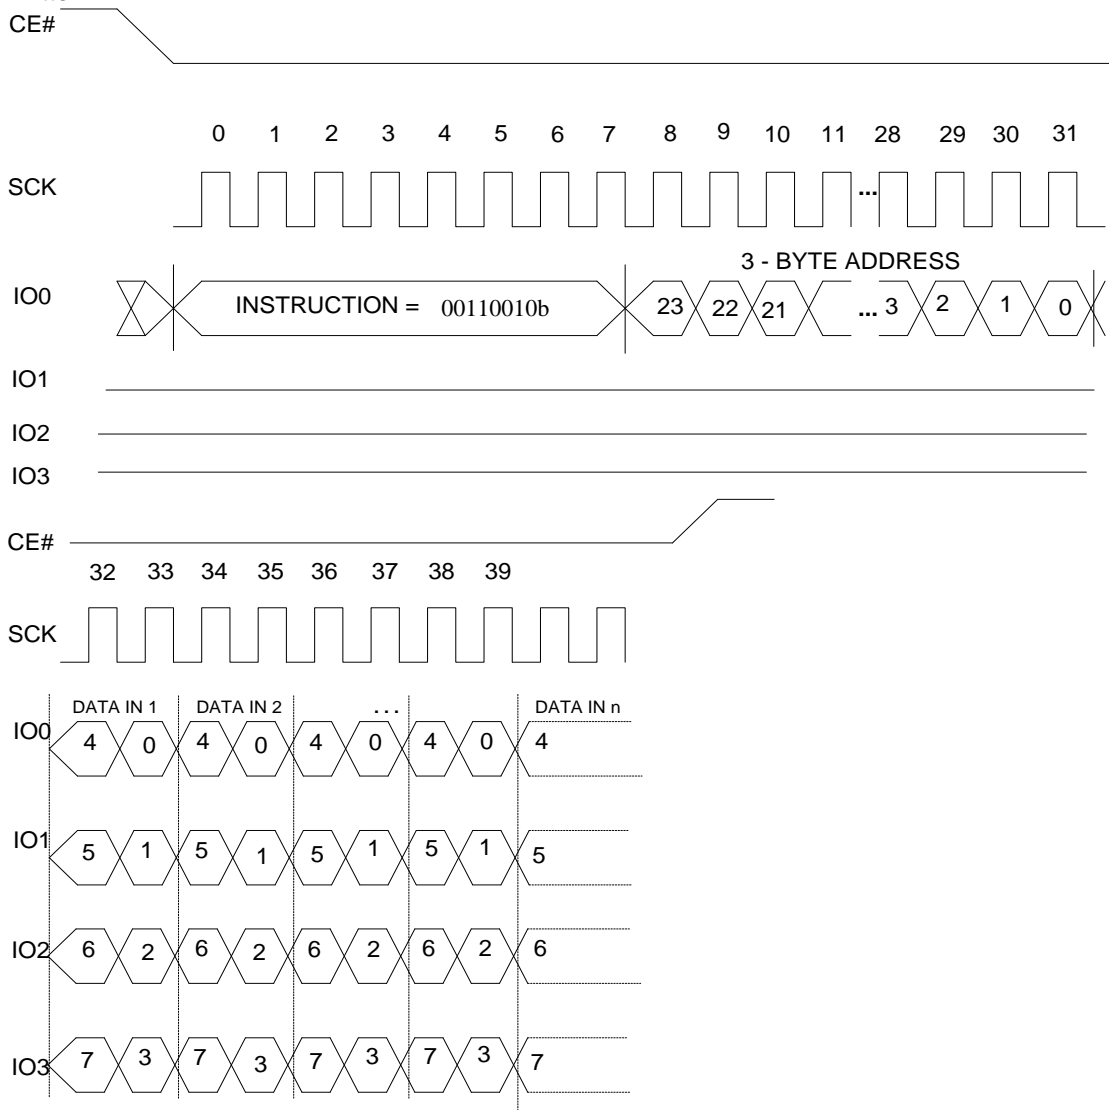 CE#
0 1 2 3 4 5 6 7 8 9 10 11 28 29 30 31
SCK ...
3 - BYTE ADDRESS
IO0 INSTRUCTION = 00110010b 23 22 21 ... 3 2 1 0
IO1
IO2
IO3
CE#
32 33 34 35 36 37 38 39
SCK
DATA IN 1 DATA IN 2 ... DATA IN n
IO0 4 0 4 0 4 0 4 0 4
IO1 5 1 5 1 5 1 5 1 5
IO2 6 2 6 2 6 2 6 2 6
IO3 7 3 7 3 7 3 7 3 7